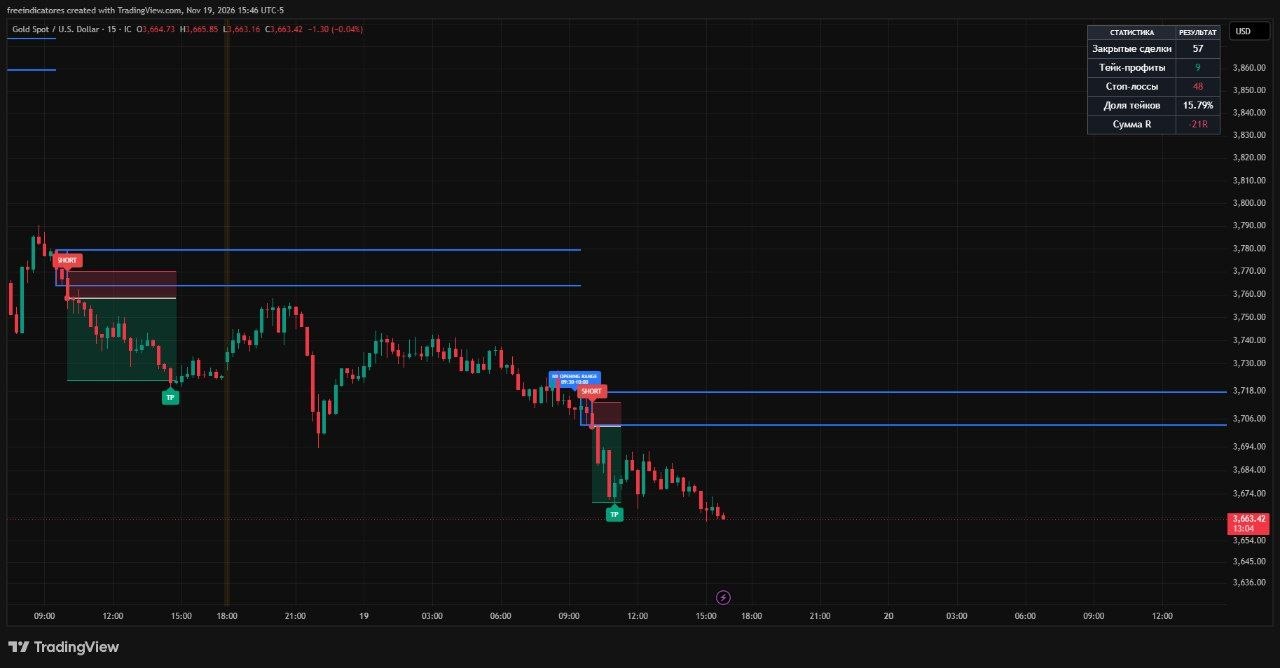 freeindicatores created with TradingView.com, Nov 19, 2026 15:46 UTC-5
Gold Spot / U.S. Dollar · 15 · IC O3,664.73 H3,665.85 L3,663.16 C3,663.42 −1.30 (−0.04%)
СТАТИСТИКА РЕЗУЛЬТАТ
Закрытые сделки 57
Тейк-профиты 9
Стоп-лоссы 48
Доля тейков 15.79%
Сумма R -21R
USD
3,860.00
3,850.00
3,840.00
3,830.00
3,820.00
3,810.00
3,800.00
3,790.00
3,780.00
3,770.00
3,760.00
3,750.00
3,740.00
3,730.00
3,718.00
3,706.00
3,694.00
3,684.00
3,674.00
3,663.42
13:04
3,654.00
3,645.00
3,636.00
SHORT
TP
OPENING RANGE
09:30-10:00
SHORT
TP
09:00 12:00 15:00 18:00 21:00 19 03:00 06:00 09:00 12:00 15:00 18:00 21:00 20 03:00 06:00 09:00 12:00
TradingView